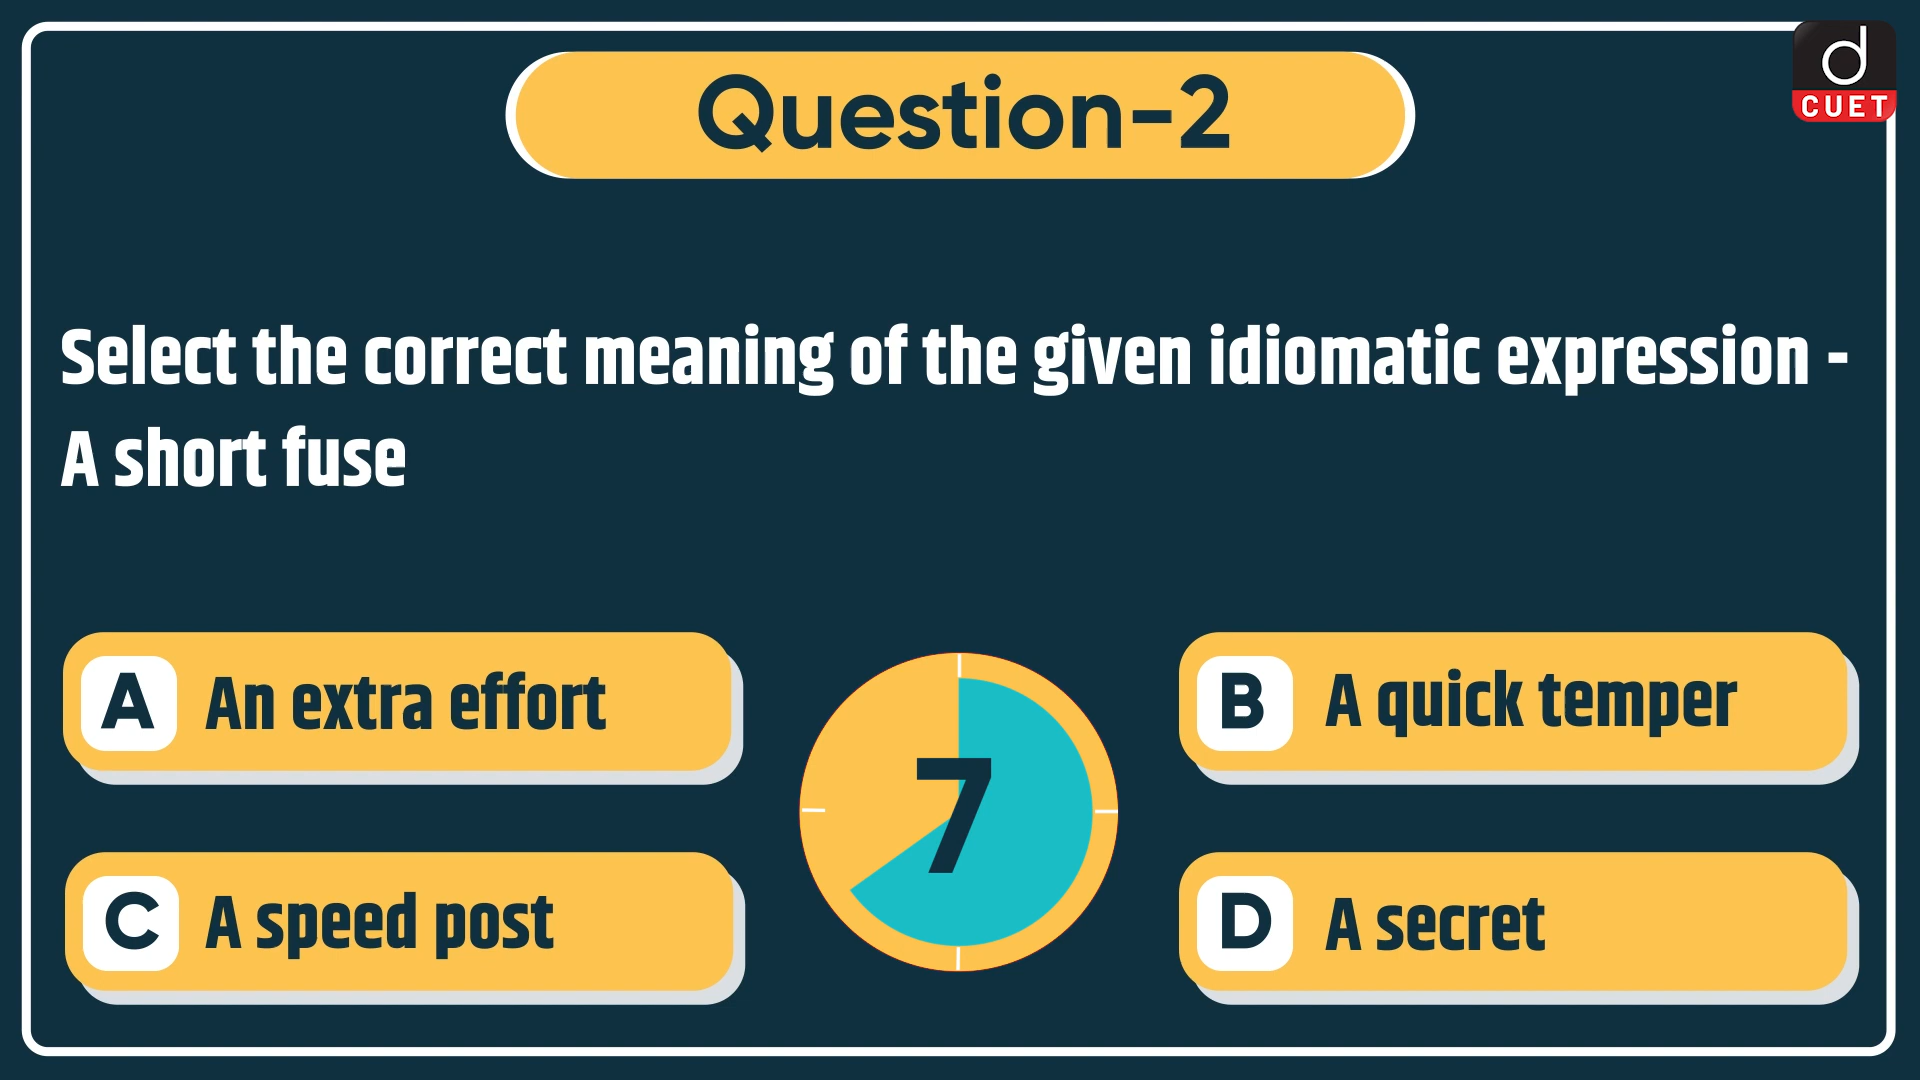 Question-2
d
CUET
Select the correct meaning of the given idiomatic expression -
A short fuse
A An extra effort
B A quick temper
7
C A speed post
D A secret